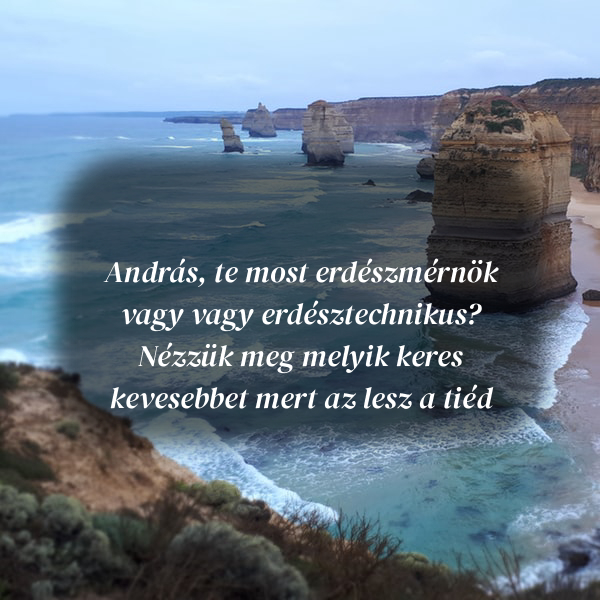 András, te most erdészmérnök
vagy vagy erdésztechnikus?
Nézzük meg melyik keres
kevesebbet mert az lesz a tiéd